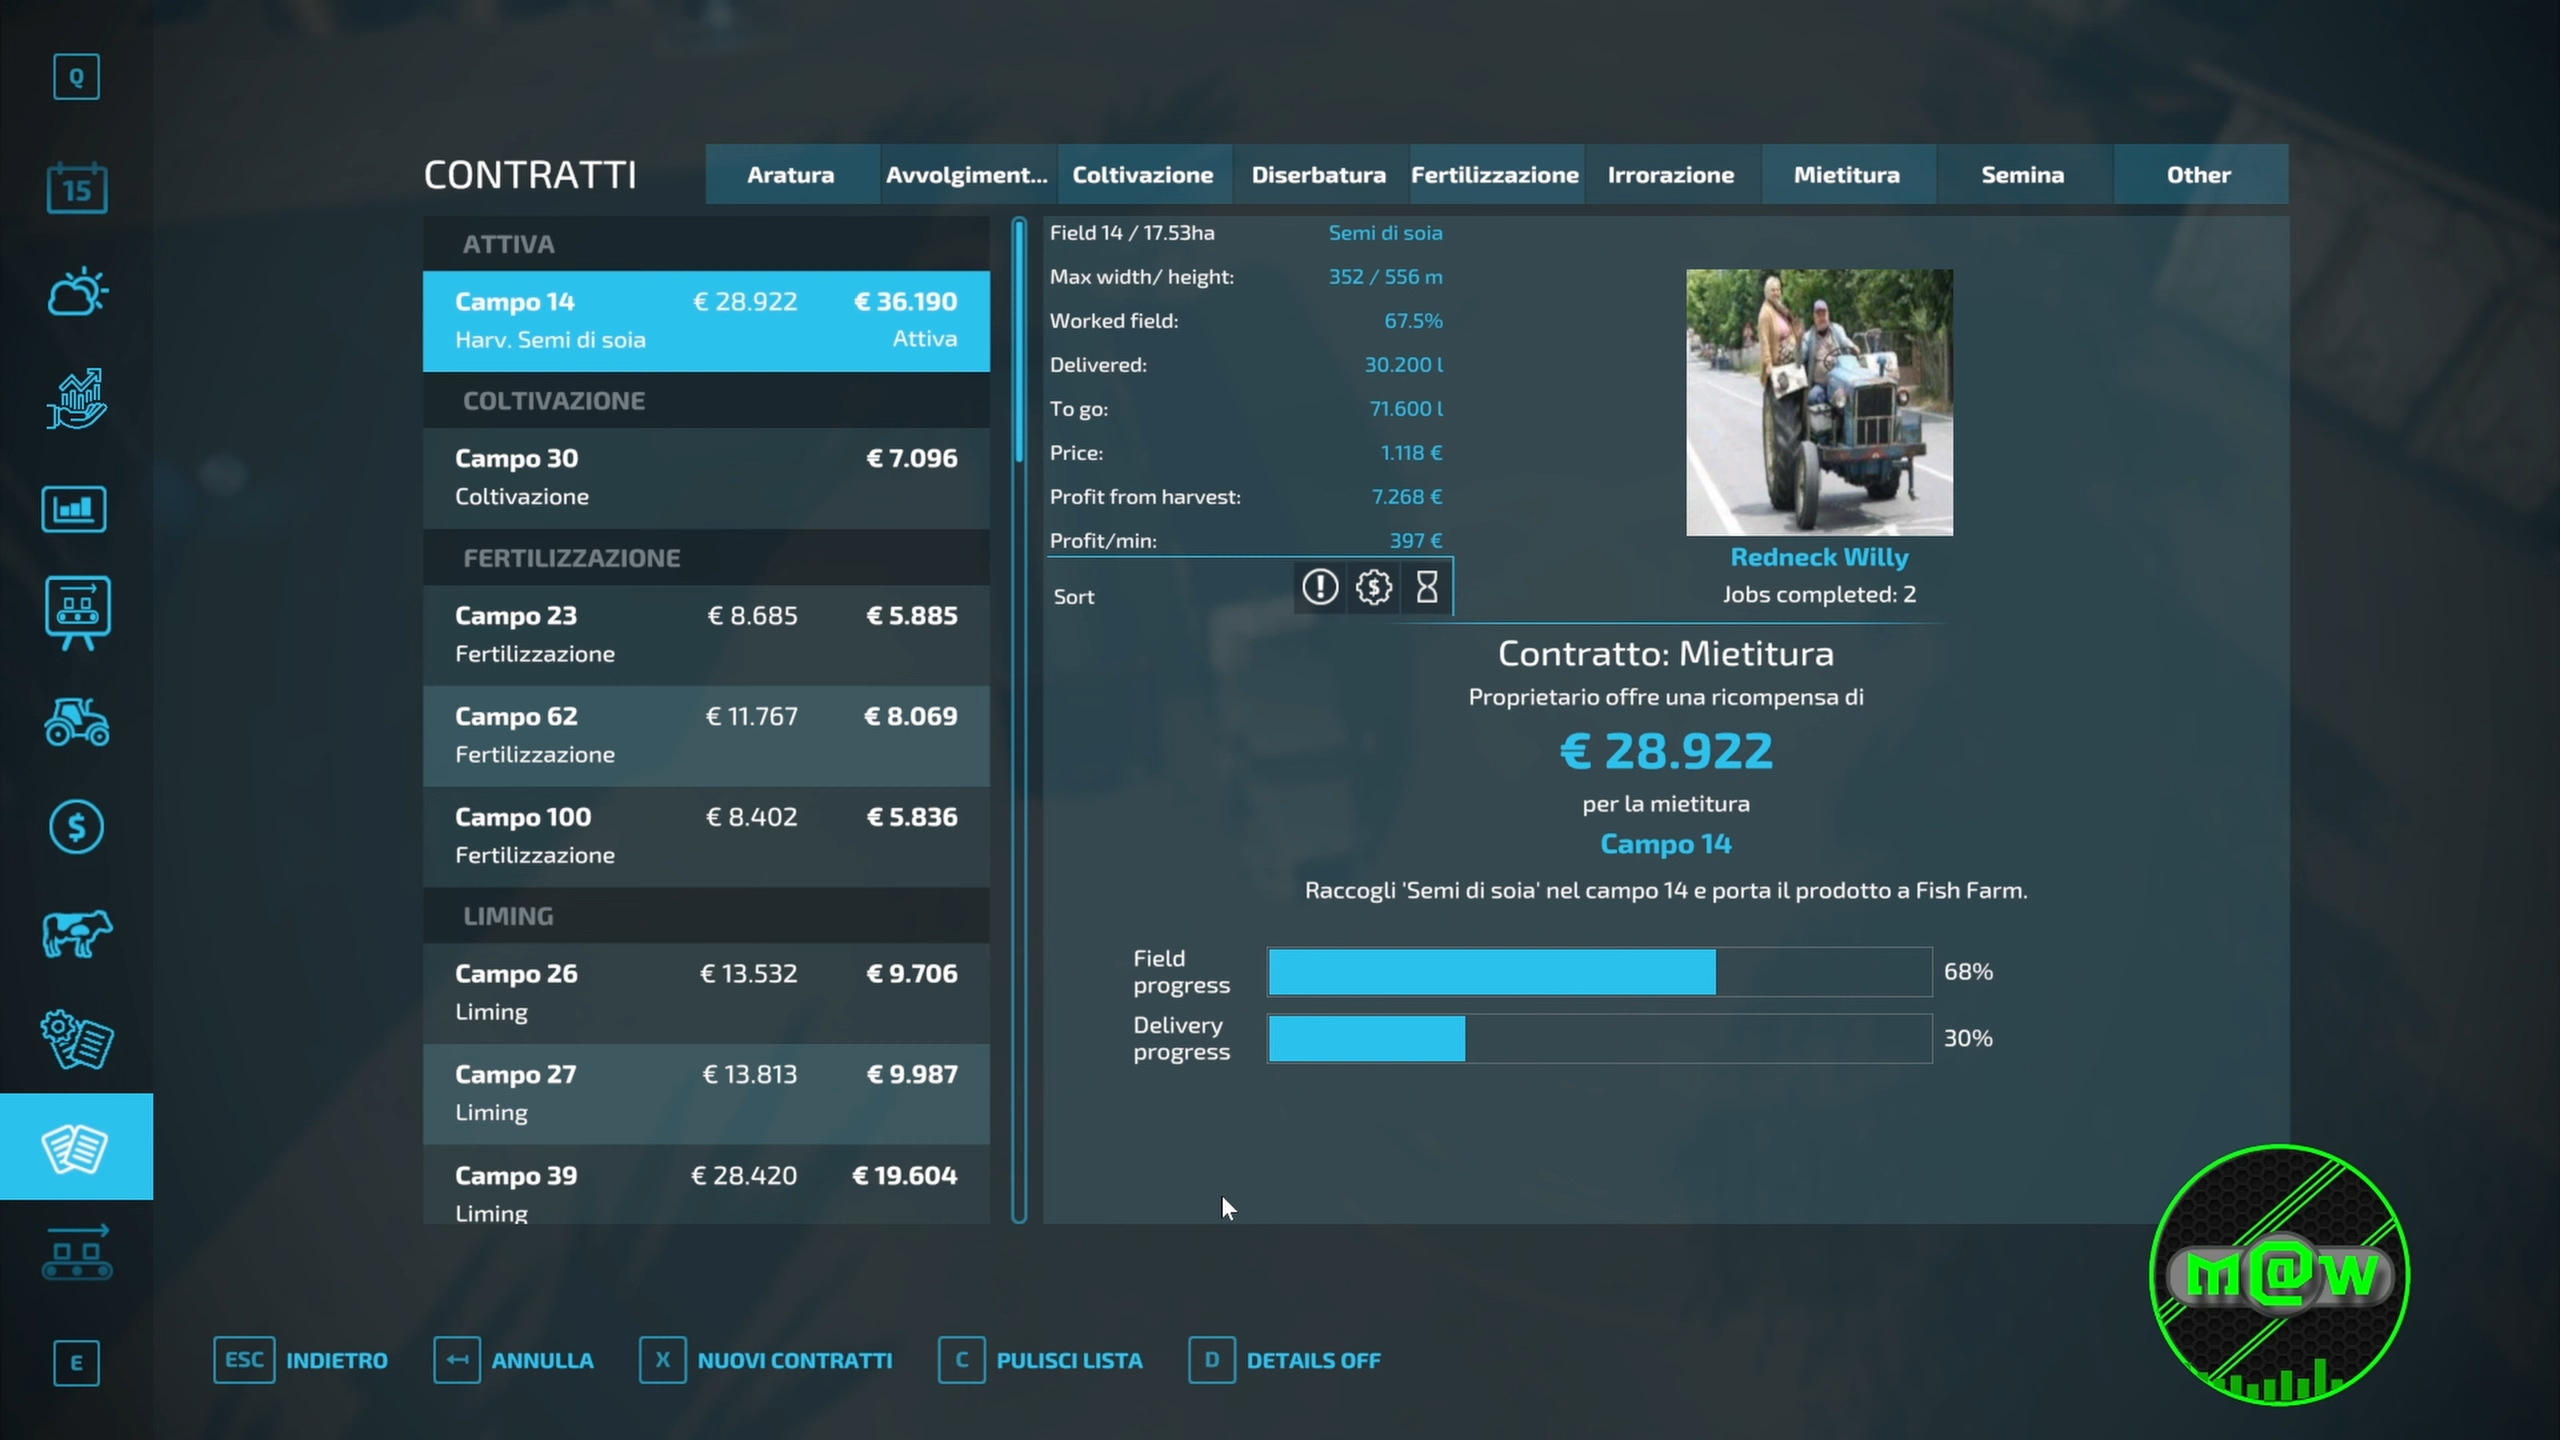 Q
15
CONTRATTI
Aratura
Avvolgiment...
Coltivazione
Diserbatura
Fertilizzazione
Irrorazione
Mietitura
Semina
Other
ATTIVA
Campo 14 € 28.922 € 36.190
Harv. Semi di soia Attiva
COLTIVAZIONE
Campo 30 € 7.096
Coltivazione
FERTILIZZAZIONE
Campo 23 € 8.685 € 5.885
Fertilizzazione
Campo 62 € 11.767 € 8.069
Fertilizzazione
Campo 100 € 8.402 € 5.836
Fertilizzazione
LIMING
Campo 26 € 13.532 € 9.706
Liming
Campo 27 € 13.813 € 9.987
Liming
Campo 39 € 28.420 € 19.604
Liming
Field 14 / 17.53ha Semi di soia
Max width/ height: 352 / 556 m
Worked field: 67.5%
Delivered: 30.200 l
To go: 71.600 l
Price: 1.118 €
Profit from harvest: 7.268 €
Profit/min: 397 €
Sort
Redneck Willy
Jobs completed: 2
Contratto: Mietitura
Proprietario offre una ricompensa di
€ 28.922
per la mietitura
Campo 14
Raccogli 'Semi di soia' nel campo 14 e porta il prodotto a Fish Farm.
Field
progress
68%
Delivery
progress
30%
E
ESC INDIETRO
ANNULLA
X NUOVI CONTRATTI
C PULISCI LISTA
D DETAILS OFF
m@w